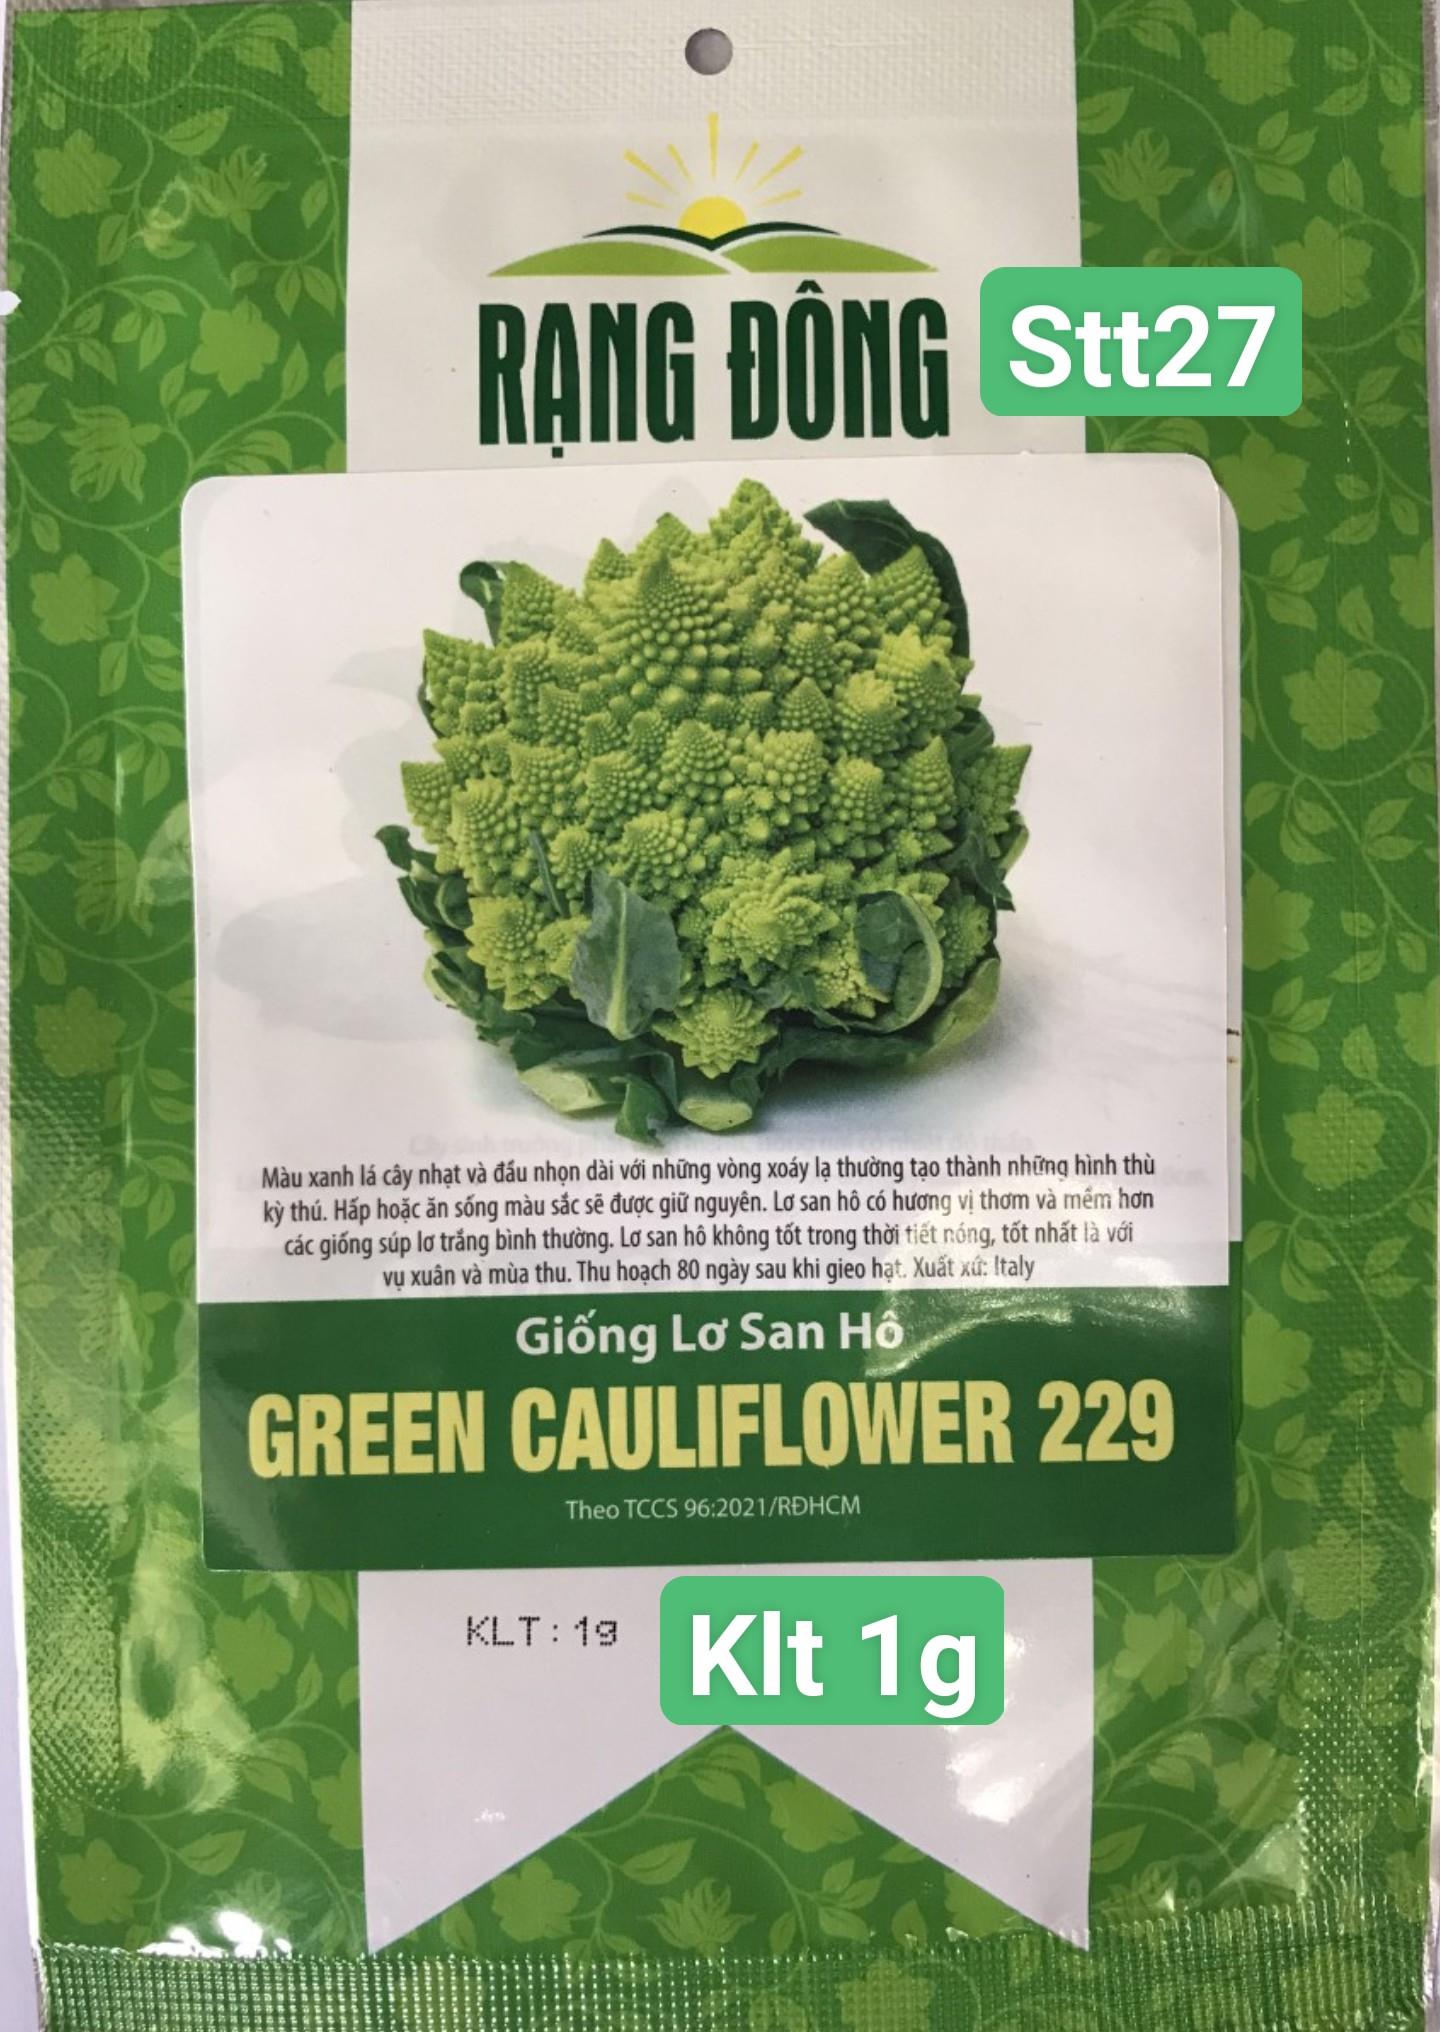 RẠNG ĐÔNG
Stt27
Màu xanh lá cây nhạt và đầu nhọn dài với những vòng xoáy lạ thường tạo thành những hình thù
kỳ thú. Hấp hoặc ăn sống màu sắc sẽ được giữ nguyên. Lơ san hô có hương vị thơm và mềm hơn
các giống súp lơ trắng bình thường. Lơ san hô không tốt trong thời tiết nóng, tốt nhất là với
vụ xuân và mùa thu. Thu hoạch 80 ngày sau khi gieo hạt. Xuất xứ: Italy
Giống Lơ San Hô
GREEN CAULIFLOWER 229
Theo TCCS 96:2021/RĐHCM
KLT: 1g
Klt 1g